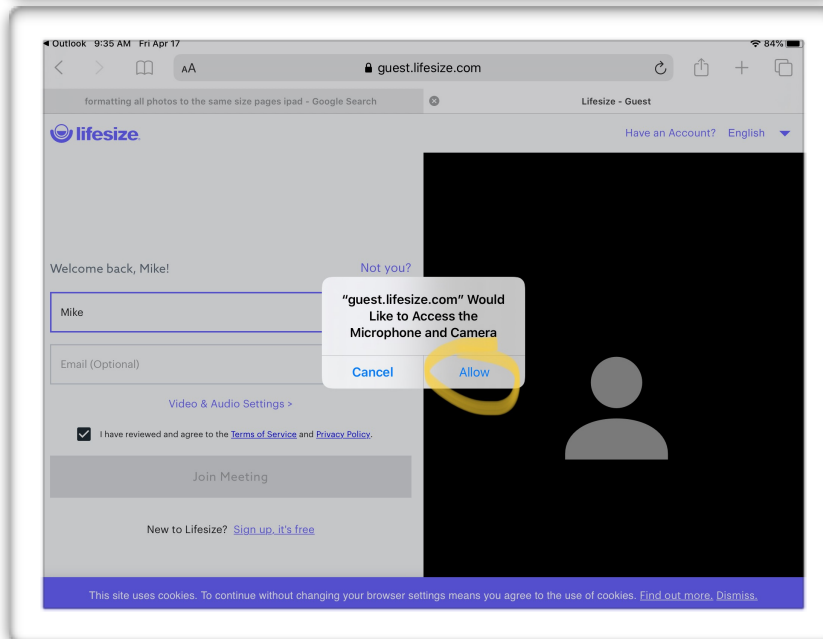 Outlook 9:35 AM Fri Apr 17 84%
AA guest.lifesize.com
formatting all photos to the same size pages ipad - Google Search Lifesize - Guest
lifesize. Have an Account? English
Welcome back, Mike! Not you?
Mike
Email (Optional)
Video & Audio Settings >
I have reviewed and agree to the Terms of Service and Privacy Policy.
Join Meeting
New to Lifesize? Sign up, it's free
“guest.lifesize.com” Would
Like to Access the
Microphone and Camera
Cancel Allow
This site uses cookies. To continue without changing your browser settings means you agree to the use of cookies. Find out more. Dismiss.